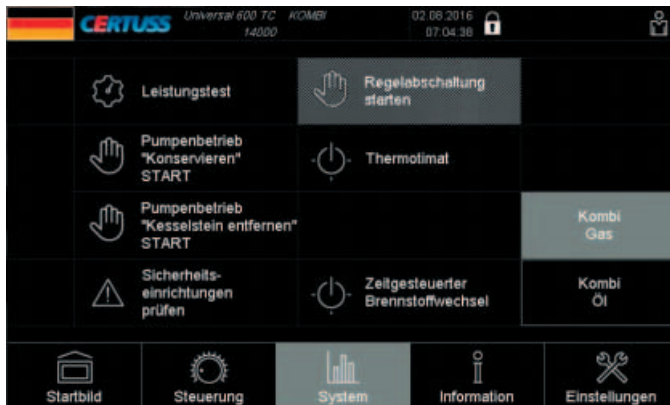 CERTUSS
Universal 600 TC KOMBI
14000
02.08.2016
07:04:38
Leistungstest
Regelabschaltung
starten
Pumpenbetrieb
"Konservieren"
START
Thermotimat
Pumpenbetrieb
"Kesselstein entfernen"
START
Kombi
Gas
Sicherheits-
einrichtungen
prüfen
Zeitgesteuerter
Brennstoffwechsel
Kombi
Öl
Startbild
Steuerung
System
Information
Einstellungen